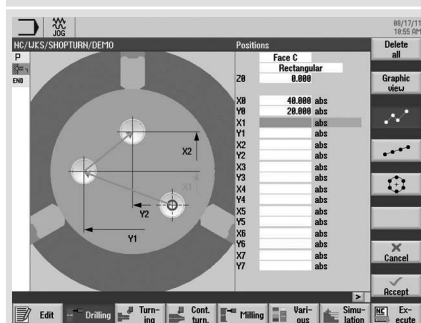 JOG
08/17/11
10:55 AM
NC/WKS/SHOPTURN/DEMO
Positions
Delete all
P
END
Face C
Rectangular
Z0 0.000
Graphic view
X0 40.000 abs
Y0 20.000 abs
X1 abs
Y1 abs
X2 abs
Y2 abs
X3 abs
Y3 abs
X4 abs
Y4 abs
X5 abs
Y5 abs
X6 abs
Y6 abs
X7 abs
Y7 abs
X2
X1
Y2
Y1
Cancel
Accept
>
Edit
Drilling
Turn-
ing
Cont.
turn.
Milling
Vari-
ous
Simu-
lation
NC
Ex-
ecute